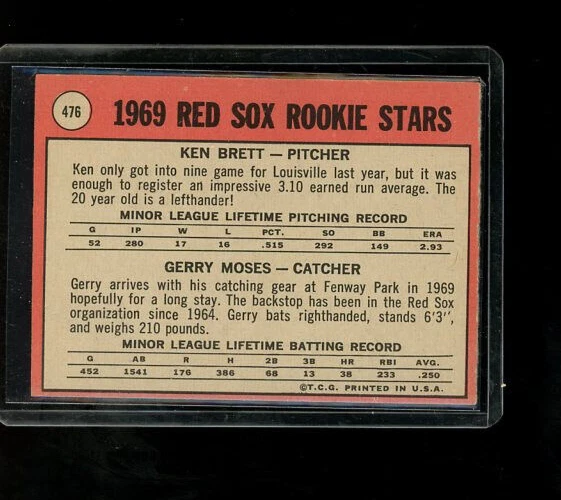 476
1969 RED SOX ROOKIE STARS
KEN BRETT — PITCHER
Ken only got into nine game for Louisville last year, but it was
enough to register an impressive 3.10 earned run average. The
20 year old is a lefthander!
MINOR LEAGUE LIFETIME PITCHING RECORD
G IP W L PCT. SO BB ERA
52 280 17 16 .515 292 149 2.93
GERRY MOSES — CATCHER
Gerry arrives with his catching gear at Fenway Park in 1969
hopefully for a long stay. The backstop has been in the Red Sox
organization since 1964. Gerry bats righthanded, stands 6'3",
and weighs 210 pounds.
MINOR LEAGUE LIFETIME BATTING RECORD
G AB R H 2B 3B HR RBI AVG.
452 1541 176 386 68 13 38 233 .250
©T.C.G. PRINTED IN U.S.A.